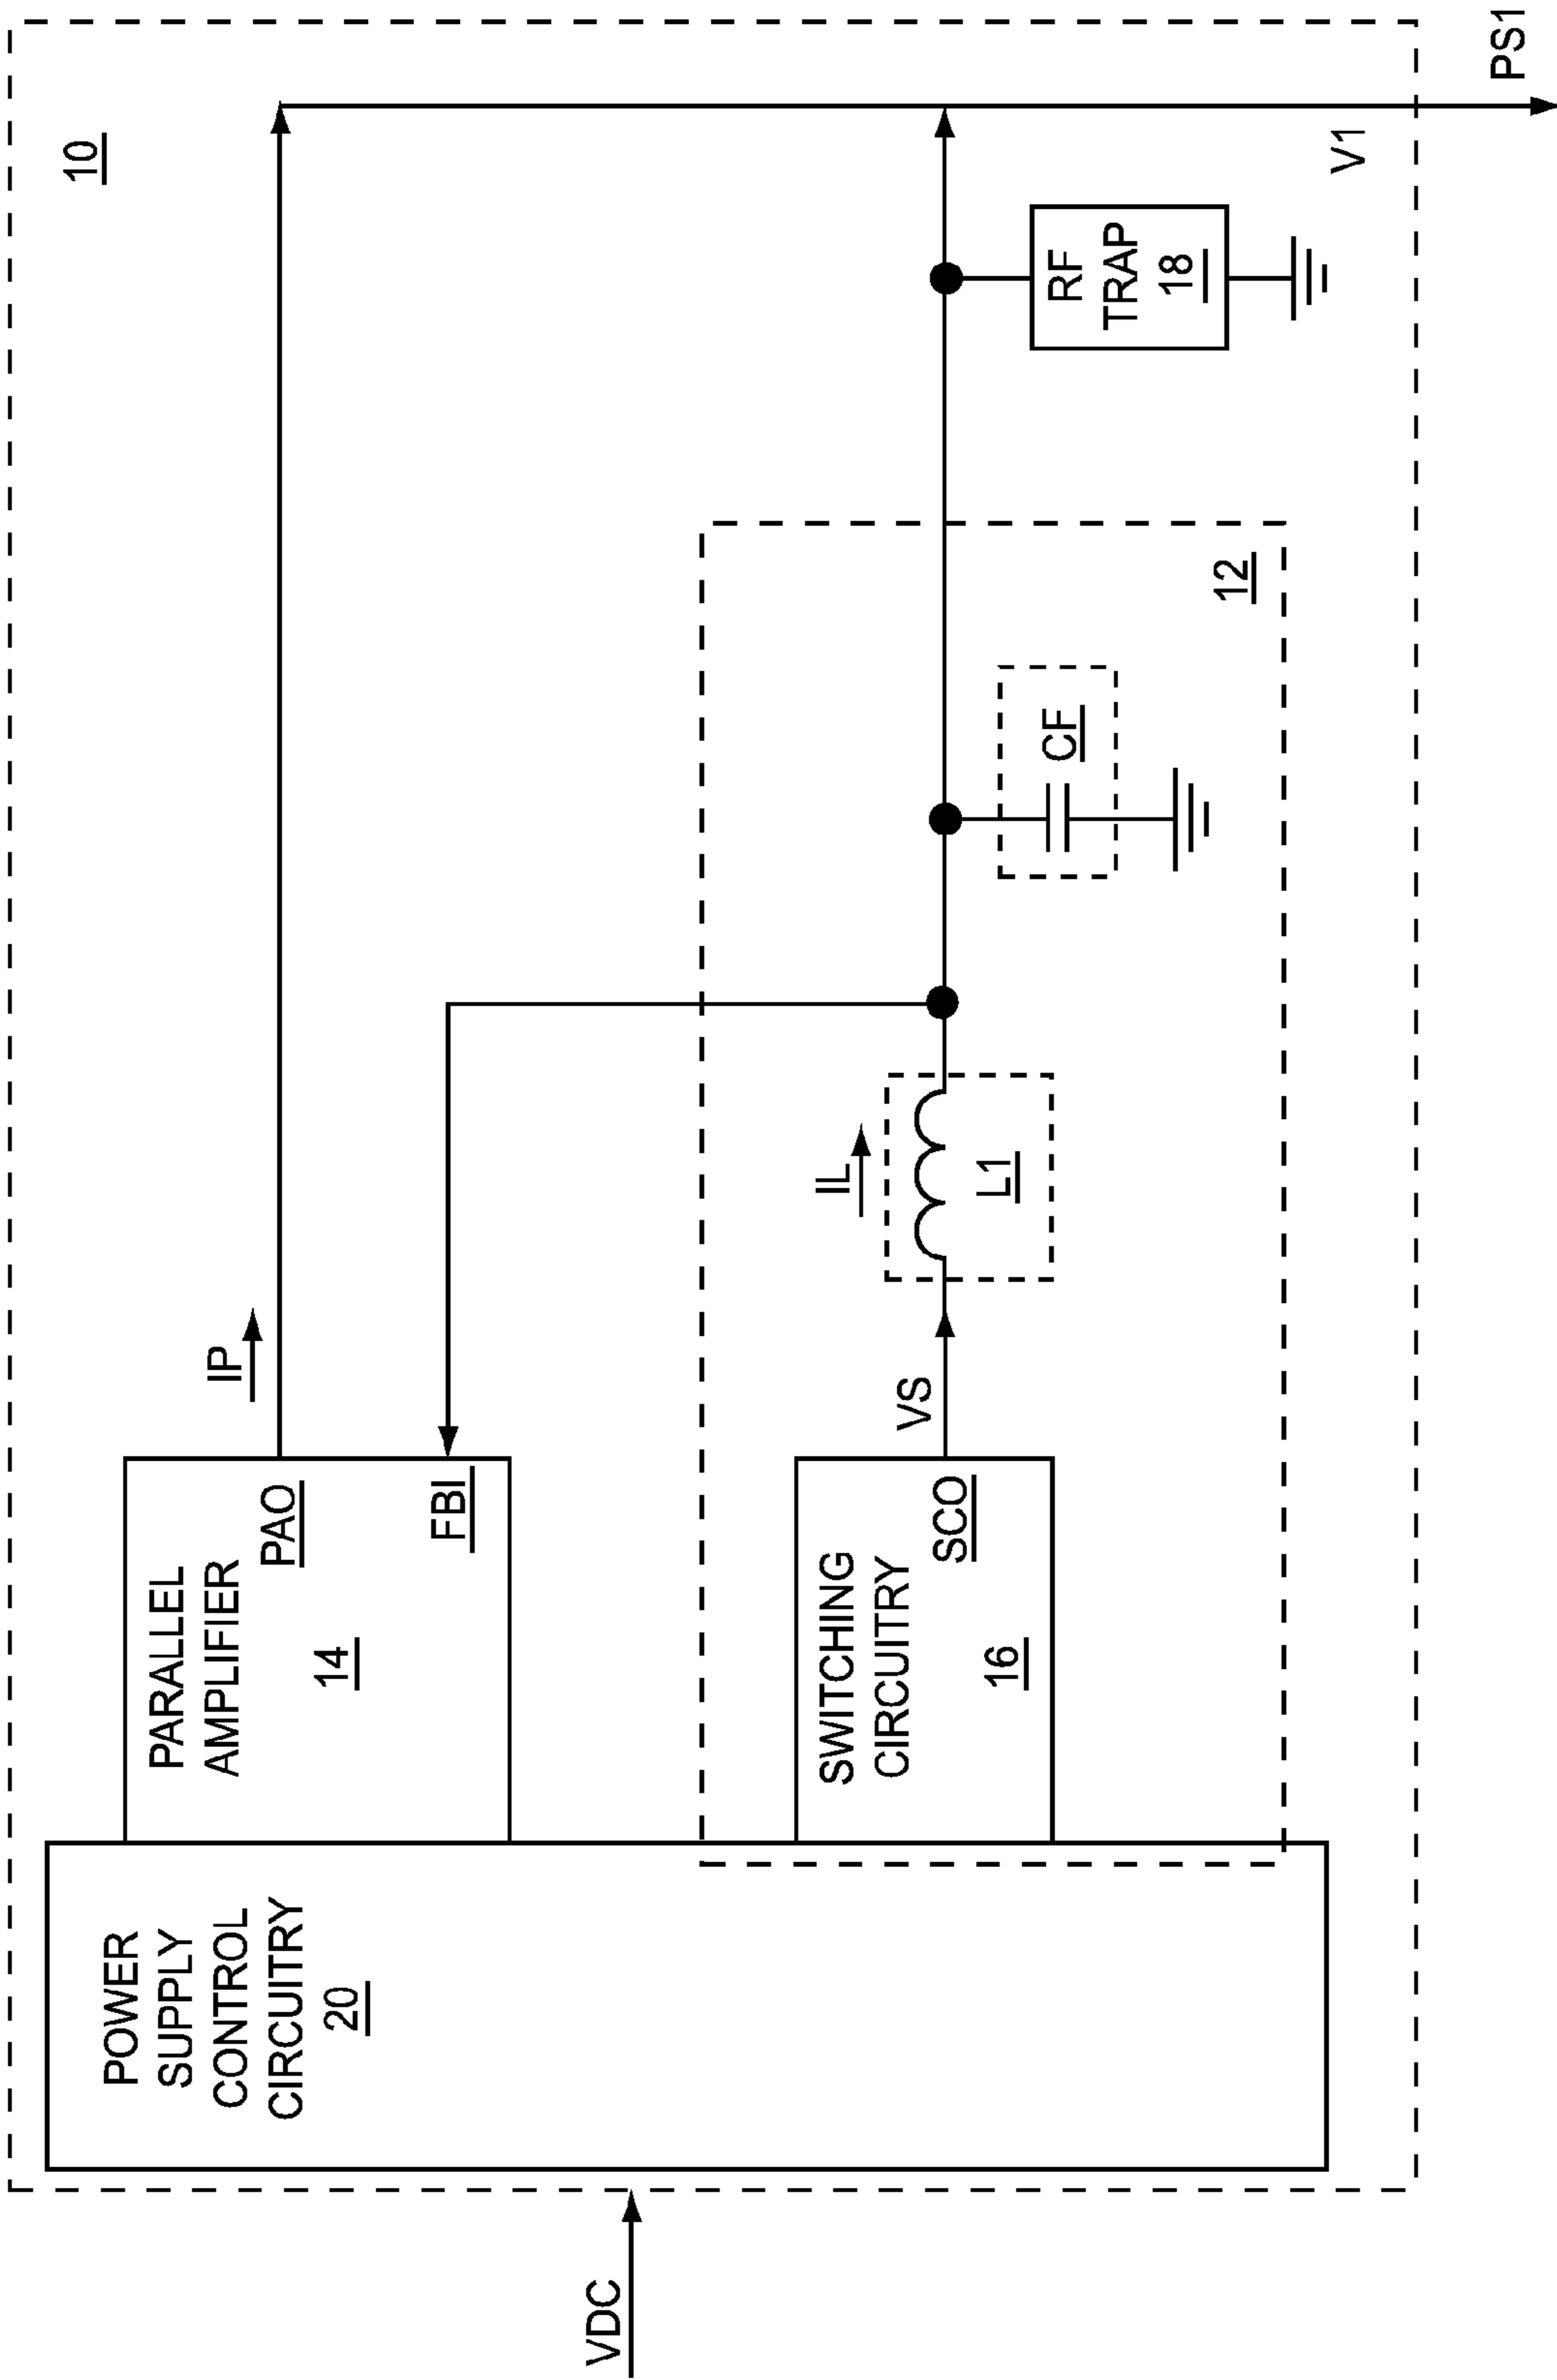 10
POWER
SUPPLY
CONTROL
CIRCUITRY
20
PARALLEL
AMPLIFIER
14
PAO
FBI
IP
SWITCHING
CIRCUITRY
16
SCO
VS
IL
L1
CF
12
RF
TRAP
18
VDC
V1
PS1